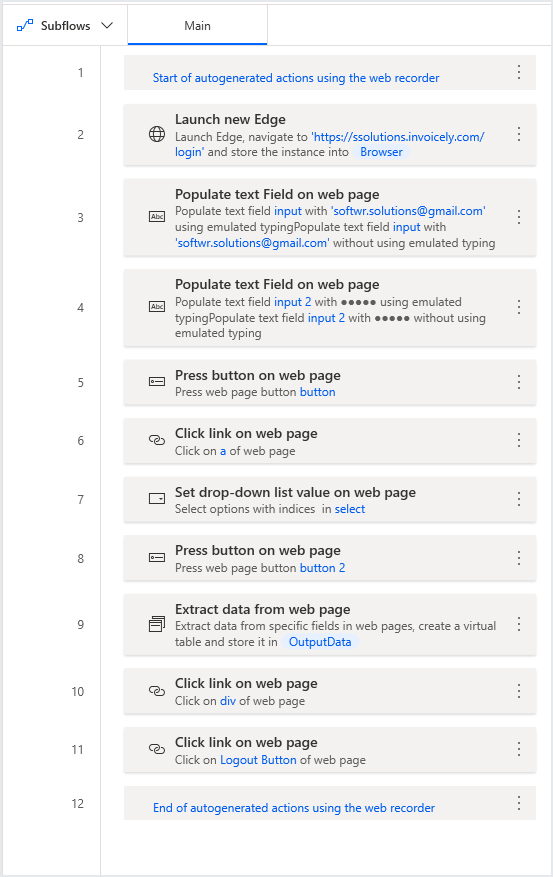 Subflows
Main
1
Start of autogenerated actions using the web recorder
2
Launch new Edge
Launch Edge, navigate to 'https://ssolutions.invoicely.com/
login' and store the instance into Browser
3
Abc
Populate text Field on web page
Populate text field input with 'softwr.solutions@gmail.com'
using emulated typingPopulate text field input with
'softwr.solutions@gmail.com' without using emulated typing
4
Abc
Populate text Field on web page
Populate text field input 2 with ●●●●● using emulated
typingPopulate text field input 2 with ●●●●● without using
emulated typing
5
Press button on web page
Press web page button button
6
Click link on web page
Click on a of web page
7
Set drop-down list value on web page
Select options with indices  in select
8
Press button on web page
Press web page button button 2
9
Extract data from web page
Extract data from specific fields in web pages, create a virtual
table and store it in OutputData
10
Click link on web page
Click on div of web page
11
Click link on web page
Click on Logout Button of web page
12
End of autogenerated actions using the web recorder